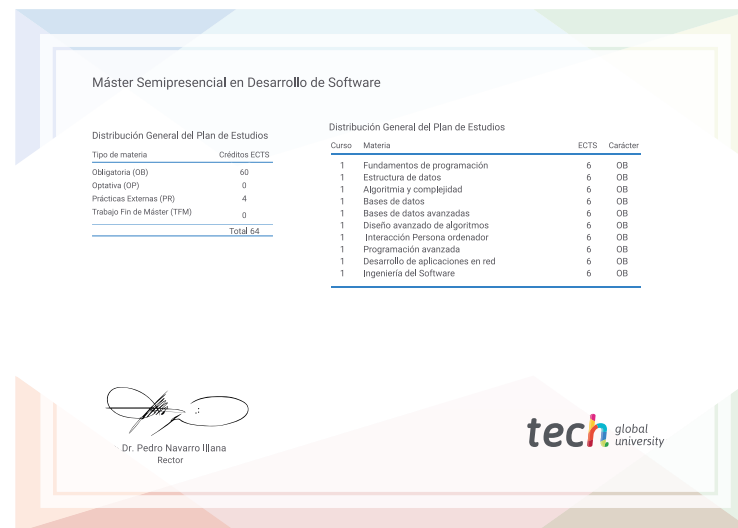 Máster Semipresencial en Desarrollo de Software
Distribución General del Plan de Estudios
Tipo de materia Créditos ECTS
Obligatoria (OB) 60
Optativa (OP) 0
Prácticas Externas (PR) 4
Trabajo Fin de Máster (TFM) 0
Total 64
Distribución General del Plan de Estudios
Curso Materia ECTS Carácter
1 Fundamentos de programación 6 OB
1 Estructura de datos 6 OB
1 Algoritmia y complejidad 6 OB
1 Bases de datos 6 OB
1 Bases de datos avanzadas 6 OB
1 Diseño avanzado de algoritmos 6 OB
1 Interacción Persona ordenador 6 OB
1 Programación avanzada 6 OB
1 Desarrollo de aplicaciones en red 6 OB
1 Ingeniería del Software 6 OB
Dr. Pedro Navarro Illana
Rector
tech global
university